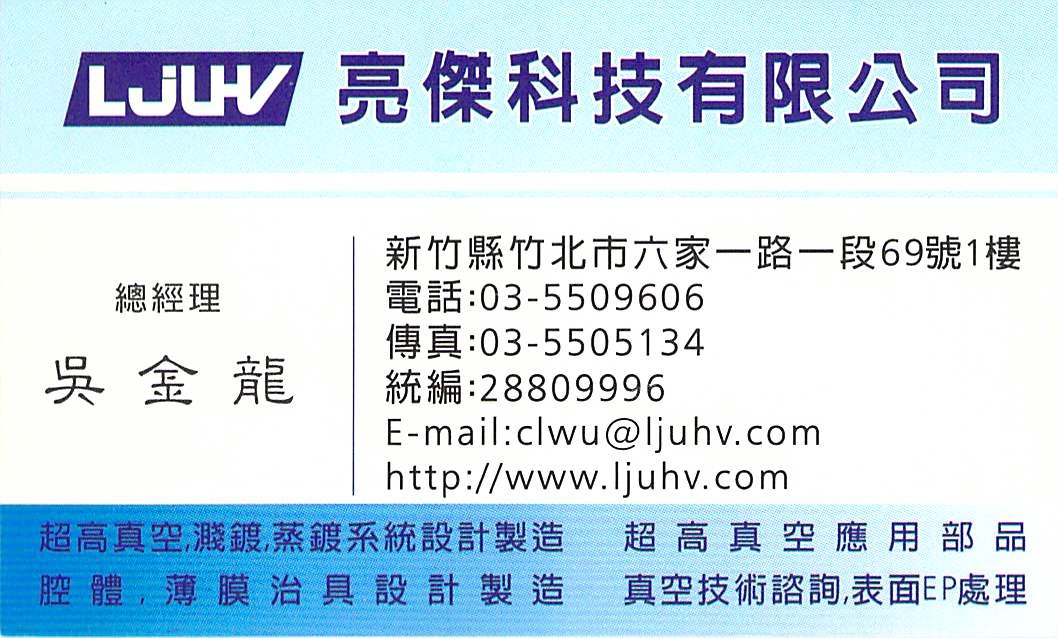 LJUHV 亮傑科技有限公司
總經理
吳金龍
新竹縣竹北市六家一路一段69號1樓
電話:03-5509606
傳真:03-5505134
統編:28809996
E-mail:clwu@ljuhv.com
http://www.ljuhv.com
超高真空,濺鍍,蒸鍍系統設計製造 超高真空應用部品
腔體,薄膜治具設計製造 真空技術諮詢,表面EP處理